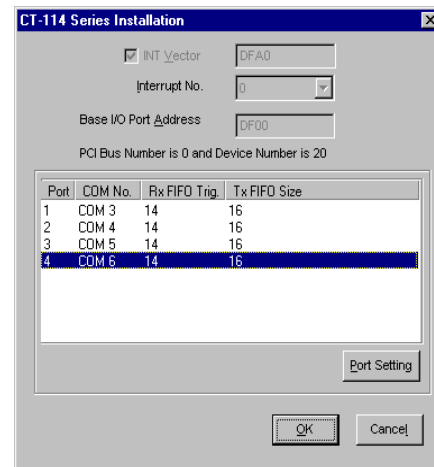 CT-114 Series Installation
INT Vector DFA0
Interrupt No. 0
Base I/O Port Address DF00
PCI Bus Number is 0 and Device Number is 20
Port COM No. Rx FIFO Trig. Tx FIFO Size
1 COM 3 14 16
2 COM 4 14 16
3 COM 5 14 16
4 COM 6 14 16
Port Setting
OK Cancel